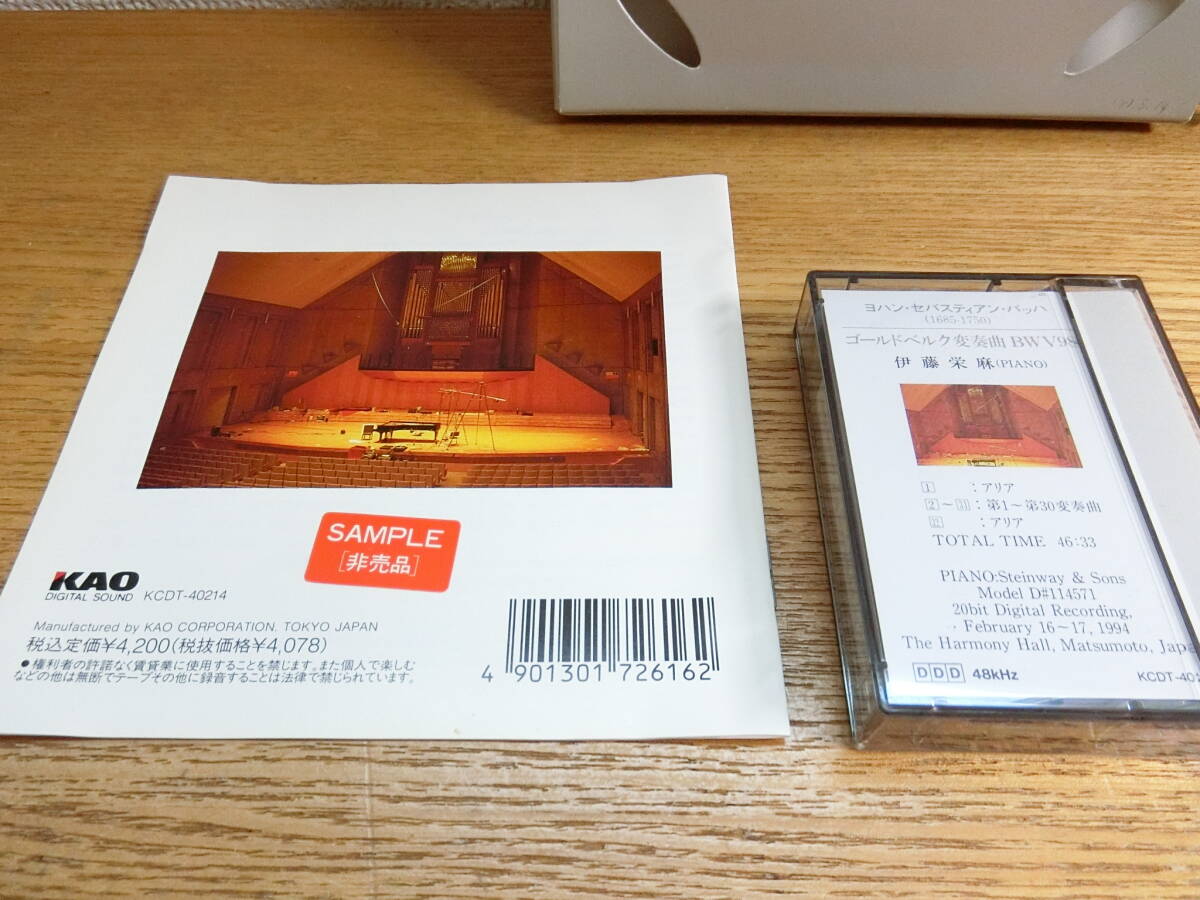 SAMPLE
[非売品]
KAO
DIGITAL SOUND KCDT-40214
Manufactured by KAO CORPORATION. TOKYO JAPAN
税込定価¥4,200(税抜価格¥4,078)
●権利者の許諾なく賃貸業に使用することを禁じます。また個人で楽しむ
などの他は無断でテープその他に録音することは法律で禁じられています。
4 901301 726162
ヨハン・セバスティアン・バッハ
(1685-1750)
ゴールドベルク変奏曲 BWV98
伊藤栄麻(PIANO)
1 :アリア
2~31:第1~第30変奏曲
32 :アリア
TOTAL TIME 46:33
PIANO:Steinway & Sons
Model D#114571
20bit Digital Recording,
February 16~17, 1994
The Harmony Hall, Matsumoto, Japa
DDD 48kHz
KCDT-402